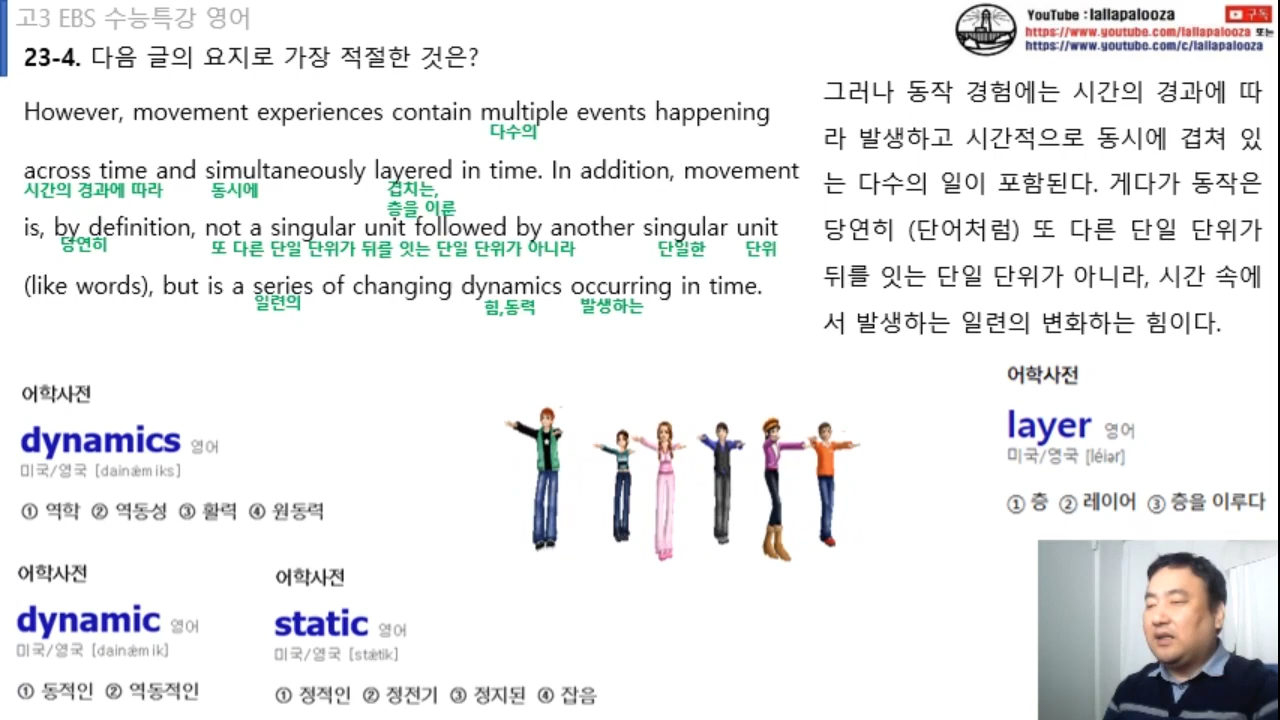 고3 EBS 수능특강 영어
YouTube : lallapalooza
구독
https://www.youtube.com/lallapalooza 또는
https://www.youtube.com/c/lallapalooza
23-4. 다음 글의 요지로 가장 적절한 것은?
However, movement experiences contain multiple events happening
다수의
across time and simultaneously layered in time. In addition, movement
시간의 경과에 따라 동시에 겹치는,
층을 이룬
is, by definition, not a singular unit followed by another singular unit
당연히 또 다른 단일 단위가 뒤를 잇는 단일 단위가 아니라 단일한 단위
(like words), but is a series of changing dynamics occurring in time.
일련의 힘,동력 발생하는
그러나 동작 경험에는 시간의 경과에 따
라 발생하고 시간적으로 동시에 겹쳐 있
는 다수의 일이 포함된다. 게다가 동작은
당연히 (단어처럼) 또 다른 단일 단위가
뒤를 잇는 단일 단위가 아니라, 시간 속에
서 발생하는 일련의 변화하는 힘이다.
어학사전
dynamics 영어
미국/영국 [dainǽmiks]
① 역학 ② 역동성 ③ 활력 ④ 원동력
어학사전
layer 영어
미국/영국 [léiər]
① 층 ② 레이어 ③ 층을 이루다
어학사전
dynamic 영어
미국/영국 [dainǽmik]
① 동적인 ② 역동적인
어학사전
static 영어
미국/영국 [stǽtik]
① 정적인 ② 정전기 ③ 정지된 ④ 잡음